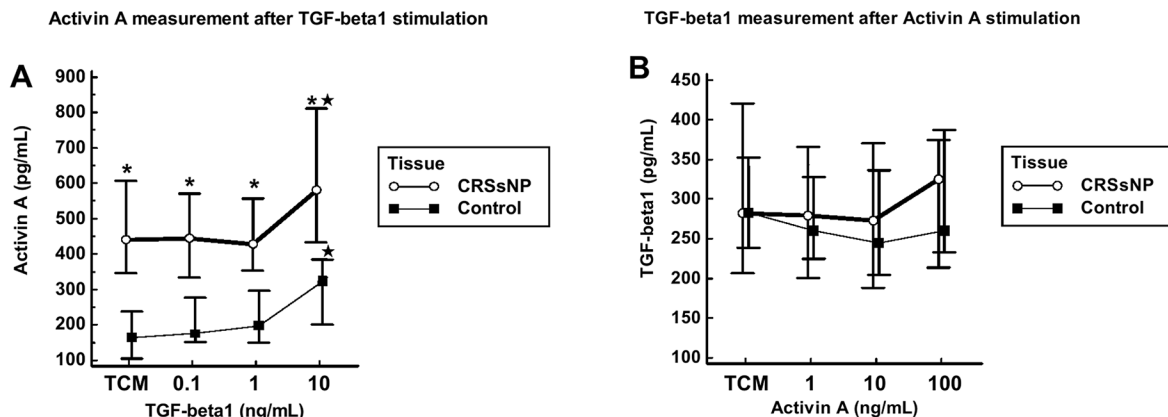 Activin A measurement after TGF-beta1 stimulation
A
Activin A (pg/mL)
900
800
700
600
500
400
300
200
100
* ★
*
*
*
★
TCM 0.1 1 10
TGF-beta1 (ng/mL)
Tissue
CRSsNP
Control
TGF-beta1 measurement after Activin A stimulation
B
TGF-beta1 (pg/mL)
450
400
350
300
250
200
150
100
TCM 1 10 100
Activin A (ng/mL)
Tissue
CRSsNP
Control